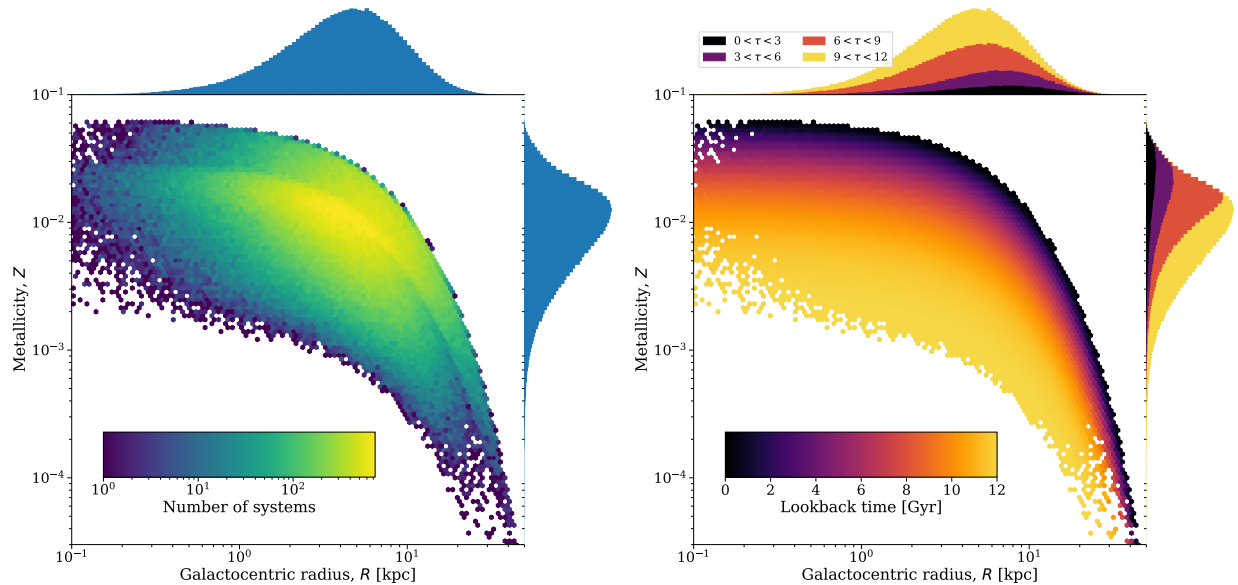 10⁻¹
10⁻²
10⁻³
10⁻⁴
Metallicity, Z
10⁰
10¹
10²
Number of systems
10⁻¹
10⁰
10¹
Galactocentric radius, R [kpc]
0 < τ < 3
6 < τ < 9
3 < τ < 6
9 < τ < 12
10⁻¹
10⁻²
10⁻³
10⁻⁴
Metallicity, Z
0 2 4 6 8 10 12
Lookback time [Gyr]
10⁻¹
10⁰
10¹
Galactocentric radius, R [kpc]